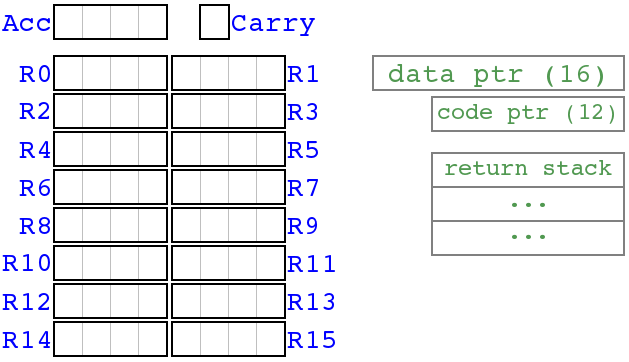 Acc Carry
R0 R1 data ptr (16)
R2 R3 code ptr (12)
R4 R5 return stack
R6 R7 ...
R8 R9 ...
R10 R11
R12 R13
R14 R15